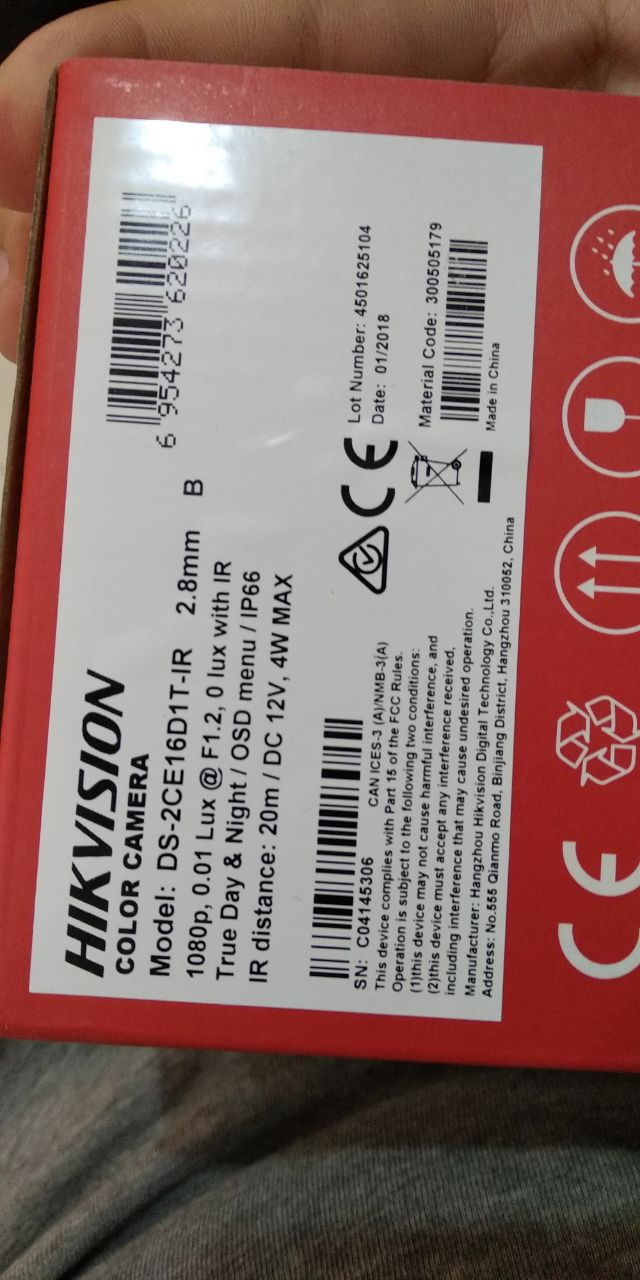 HIKVISION
COLOR CAMERA
Model: DS-2CE16D1T-IR 2.8mm B
1080p, 0.01 Lux @ F1.2, 0 lux with IR
True Day & Night / OSD menu / IP66
IR distance: 20m / DC 12V, 4W MAX
6 954273 620226
SN: C04145306
CAN ICES-3 (A)/NMB-3(A)
This device complies with Part 15 of the FCC Rules.
Operation is subject to the following two conditions:
(1)this device may not cause harmful interference, and
(2)this device must accept any interference received,
including interference that may cause undesired operation.
Manufacturer: Hangzhou Hikvision Digital Technology Co.,Ltd.
Address: No.555 Qianmo Road, Binjiang District, Hangzhou 310052, China
CE
Lot Number: 4501625104
Date: 01/2018
Material Code: 300505179
Made in China
CE